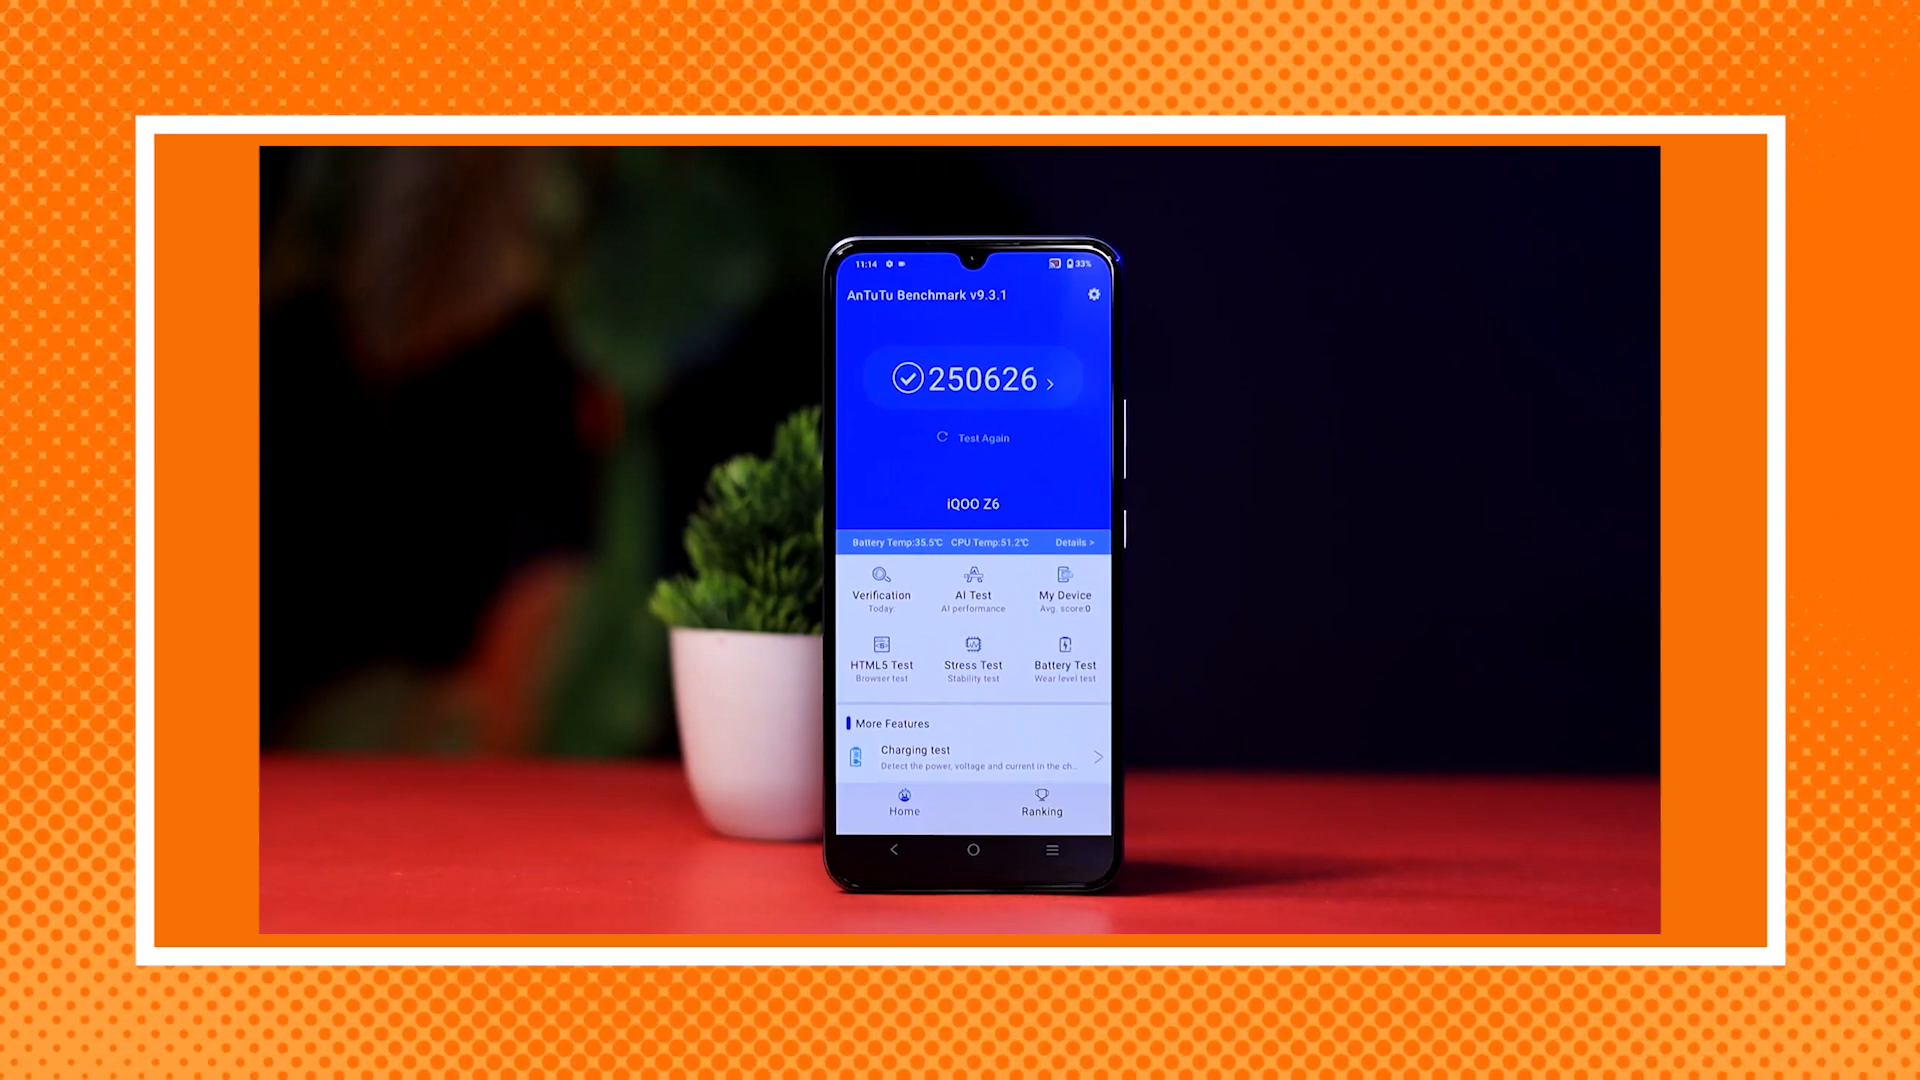 11:14 33%
AnTuTu Benchmark v9.3.1
250626
Test Again
iQOO Z6
Battery Temp:35.5℃ CPU Temp:51.2℃ Details >
Verification AI Test My Device
Today: AI performance Avg. score:0
HTML5 Test Stress Test Battery Test
Browser test Stability test Wear level test
More Features
Charging test
Detect the power, voltage and current in the ch...
Home Ranking